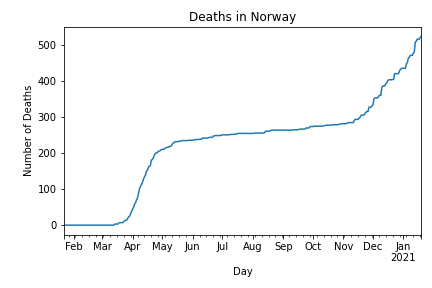 Deaths in Norway
Number of Deaths
500
400
300
200
100
0
Feb Mar Apr May Jun Jul Aug Sep Oct Nov Dec Jan
2021
Day